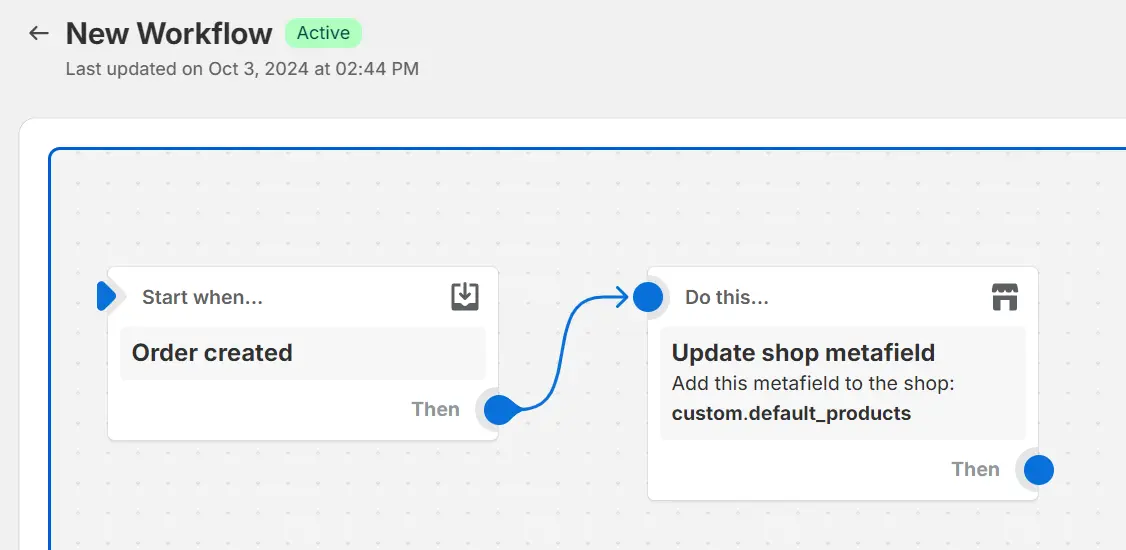 New Workflow
Active
Last updated on Oct 3, 2024 at 02:44 PM
Start when...
Order created
Then
Do this...
Update shop metafield
Add this metafield to the shop:
custom.default_products
Then